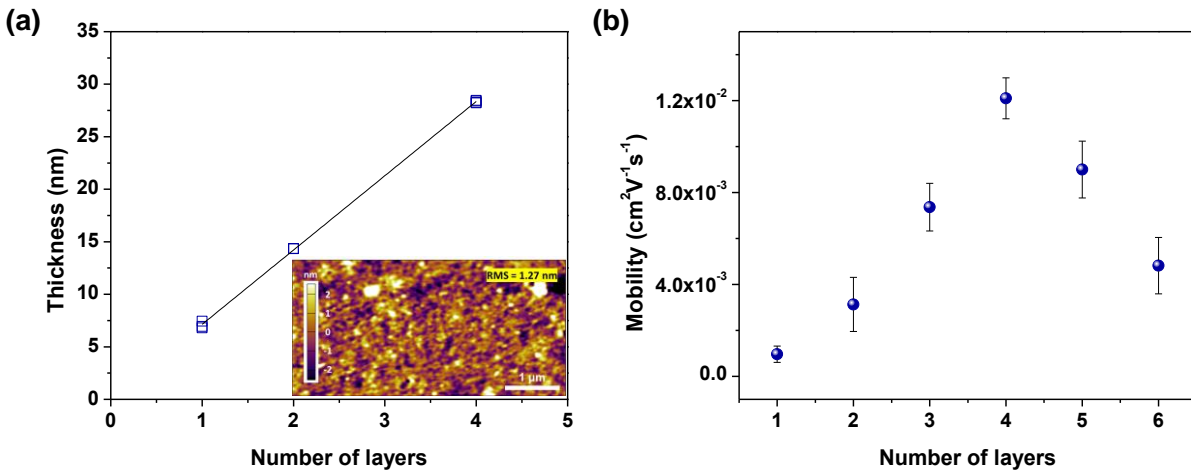 (a)
35
30
25
20
15
10
5
0
Thickness (nm)
0 1 2 3 4 5
Number of layers
nm
2
1
0
-1
-2
RMS = 1.27 nm
1 µm
(b)
1.2x10⁻²
8.0x10⁻³
4.0x10⁻³
0.0
Mobility (cm²V⁻¹s⁻¹)
1 2 3 4 5 6
Number of layers